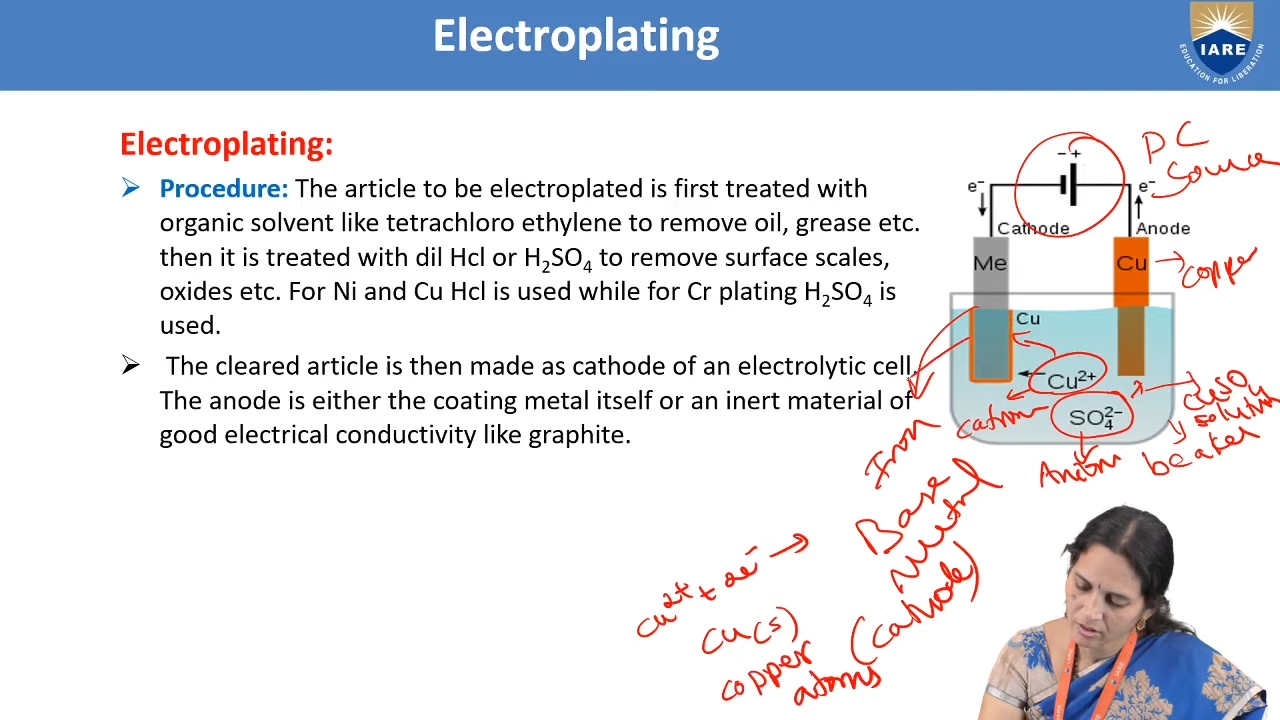 Electroplating
IARE
EDUCATION FOR LIBERATION
Electroplating:
➢ Procedure: The article to be electroplated is first treated with
organic solvent like tetrachloro ethylene to remove oil, grease etc.
then it is treated with dil Hcl or H₂SO₄ to remove surface scales,
oxides etc. For Ni and Cu Hcl is used while for Cr plating H₂SO₄ is
used.
➢ The cleared article is then made as cathode of an electrolytic cell.
The anode is either the coating metal itself or an inert material of
good electrical conductivity like graphite.
- +
DC
Source
e⁻
e⁻
Cathode
Anode
Me
Cu
copper
Cu
Cu²⁺
SO₄²⁻
Cation
Anion
CuSO₄
solution
beaker
Iron
Base
Metal
(cathode)
Cu²⁺ + 2e⁻ →
Cu(s)
copper
atoms
IARE